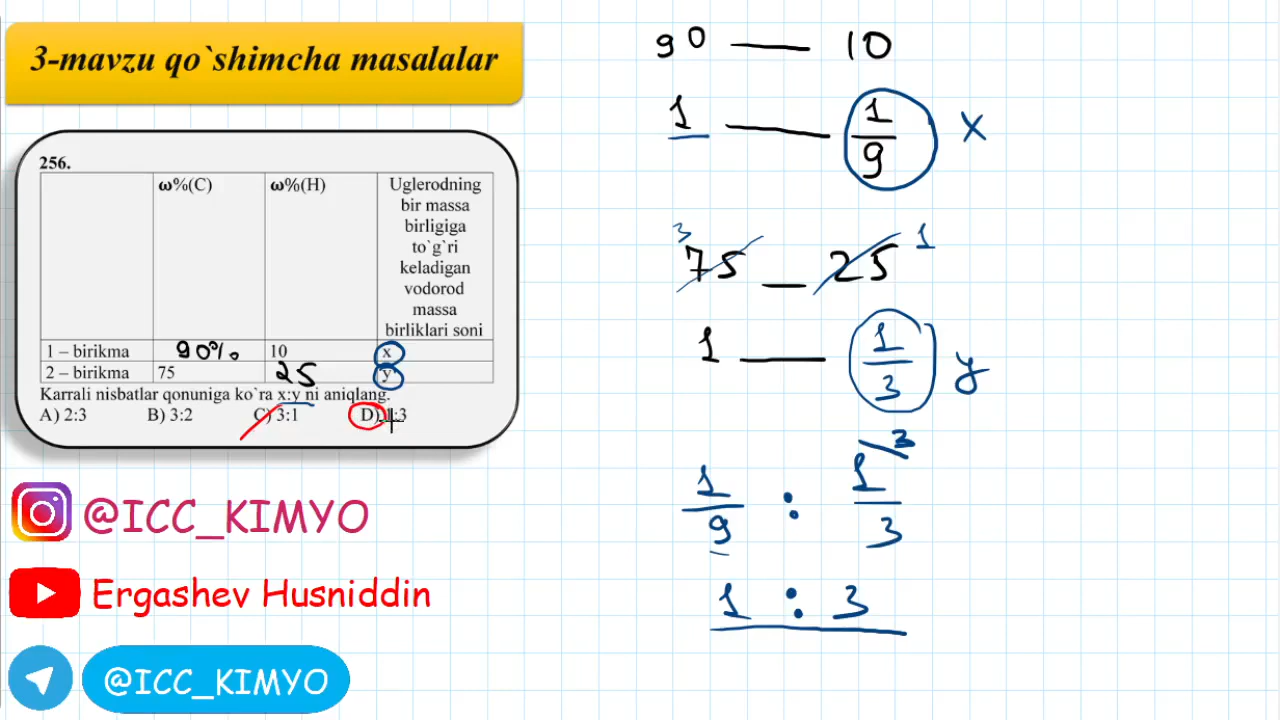 3-mavzu qo`shimcha masalalar
256.
ω%(C) ω%(H) Uglerodning
bir massa
birligiga
to`g`ri
keladigan
vodorod
massa
birliklari soni
1 – birikma 90% 10 x
2 – birikma 75 25 y
Karrali nisbatlar qonuniga ko`ra x:y ni aniqlang.
A) 2:3 B) 3:2 C) 3:1 D) 1:3
@ICC_KIMYO
Ergashev Husniddin
@ICC_KIMYO
90 — 10
1 — 1/9 x
3 1
75 — 25
1 — 1/3 y
3
1/9 : 1/3
1 : 3